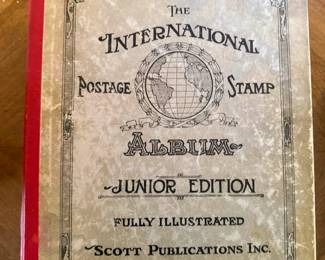 THE
INTERNATIONAL
POSTAGE STAMP
ALBUM
JUNIOR EDITION
FULLY ILLUSTRATED
SCOTT PUBLICATIONS INC.